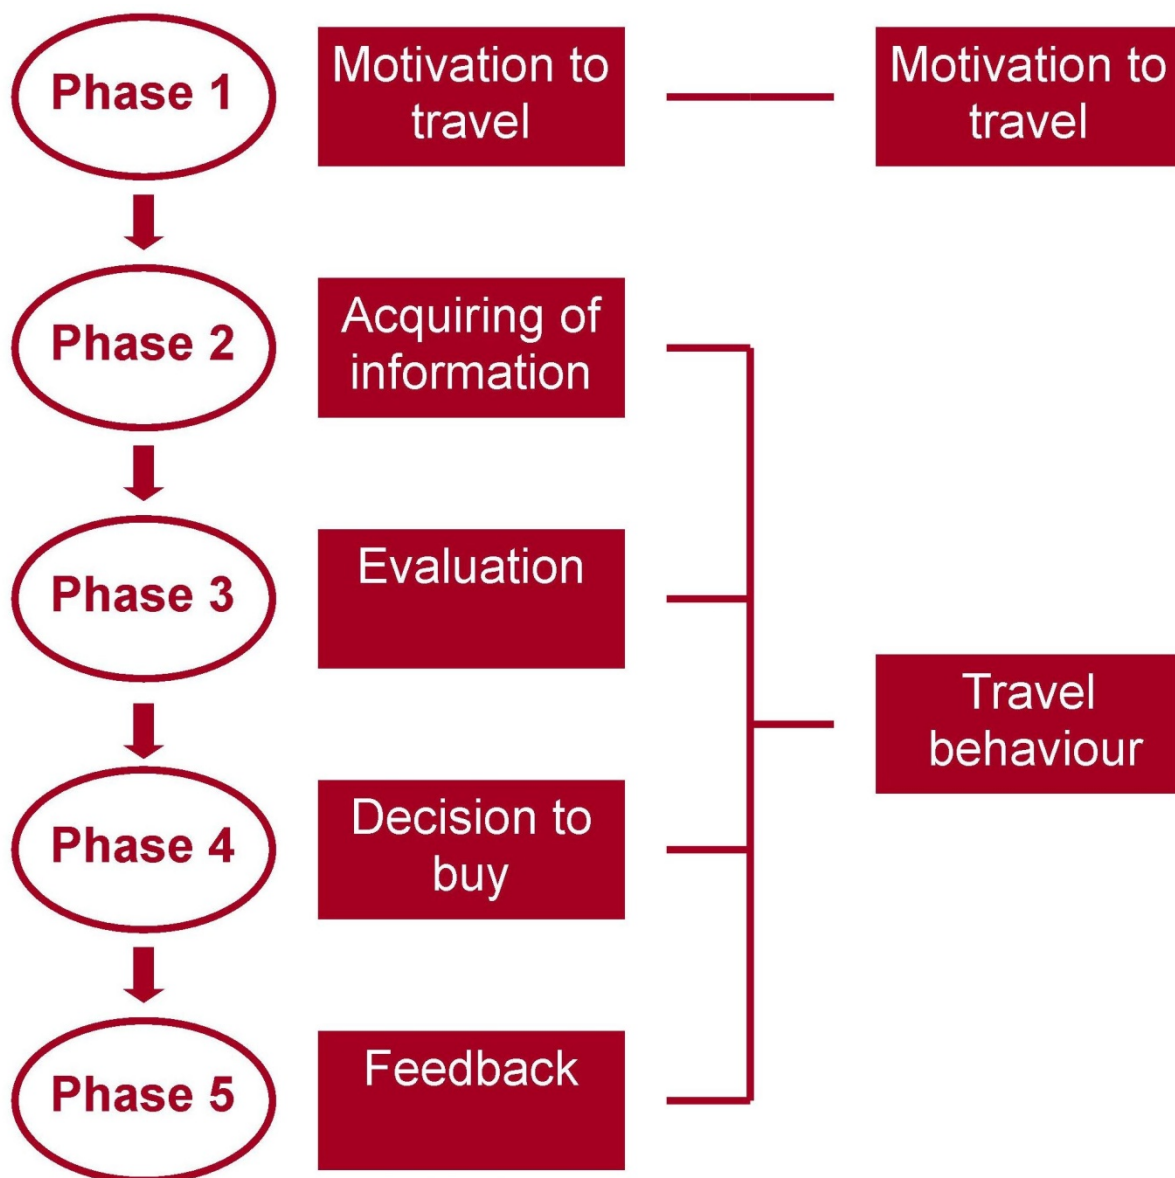 Phase 1
Motivation to
travel
Motivation to
travel
Phase 2
Acquiring of
information
Phase 3
Evaluation
Travel
behaviour
Phase 4
Decision to
buy
Phase 5
Feedback